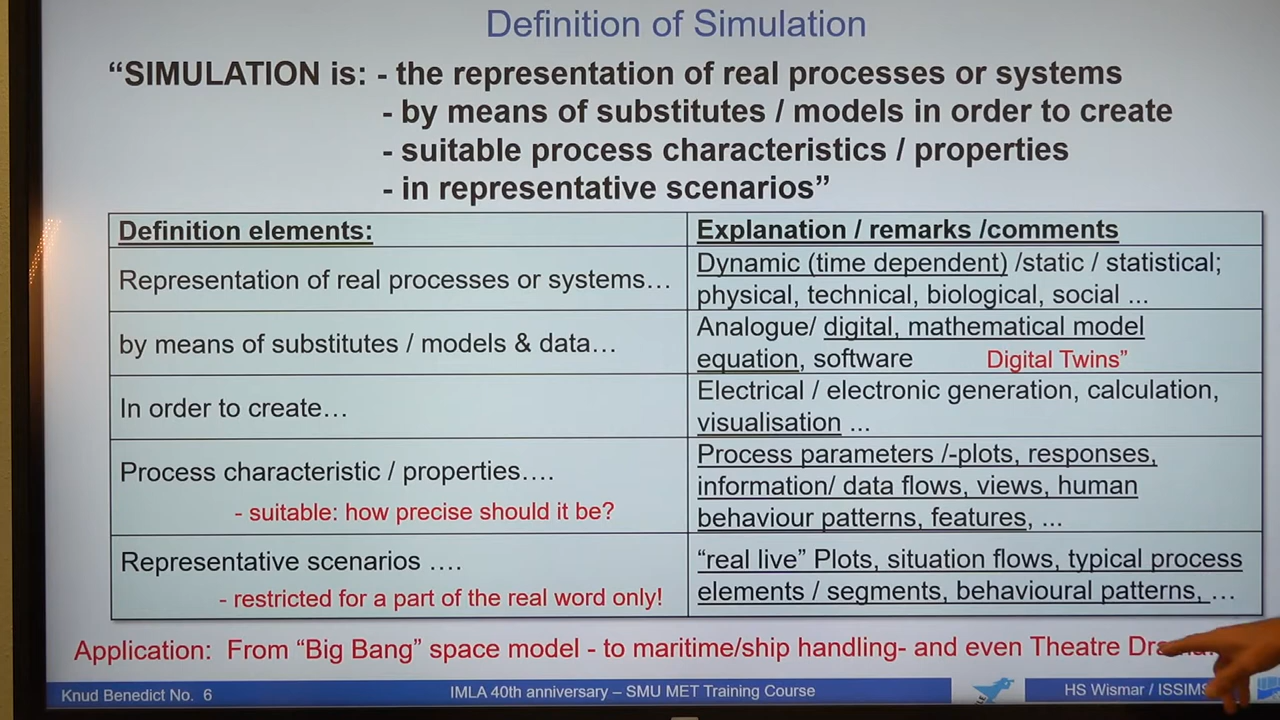 Definition of Simulation
“SIMULATION is: - the representation of real processes or systems
- by means of substitutes / models in order to create
- suitable process characteristics / properties
- in representative scenarios”
Definition elements:
Explanation / remarks /comments
Representation of real processes or systems…
Dynamic (time dependent) /static / statistical;
physical, technical, biological, social ...
by means of substitutes / models & data…
Analogue/ digital, mathematical model
equation, software Digital Twins”
In order to create…
Electrical / electronic generation, calculation,
visualisation ...
Process characteristic / properties….
- suitable: how precise should it be?
Process parameters /-plots, responses,
information/ data flows, views, human
behaviour patterns, features, ...
Representative scenarios ….
- restricted for a part of the real word only!
“real live” Plots, situation flows, typical process
elements / segments, behavioural patterns, …
Application: From “Big Bang” space model - to maritime/ship handling- and even Theatre
Knud Benedict No. 6
IMLA 40th anniversary – SMU MET Training Course
HS Wismar / ISSIMS